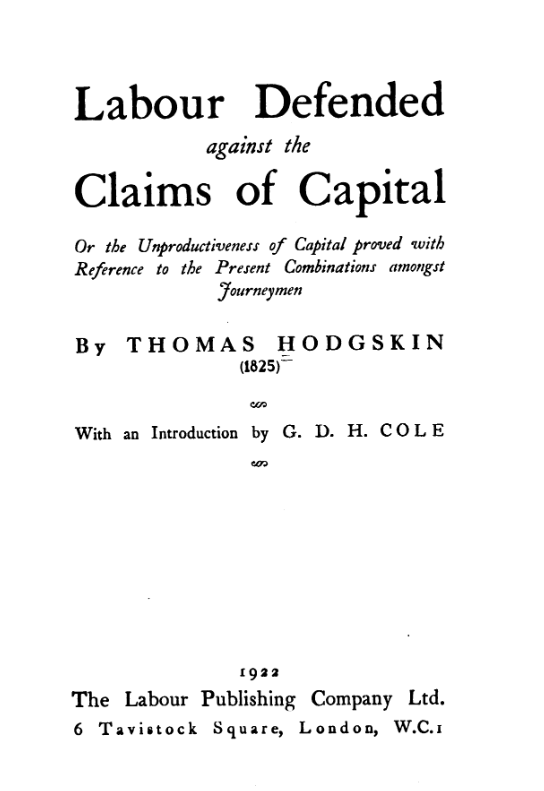 Labour Defended
against the
Claims of Capital
Or the Unproductiveness of Capital proved with
Reference to the Present Combinations amongst
Journeymen
By THOMAS HODGSKIN
(1825)
With an Introduction by G. D. H. COLE
1922
The Labour Publishing Company Ltd.
6 Tavistock Square, London, W.C.1